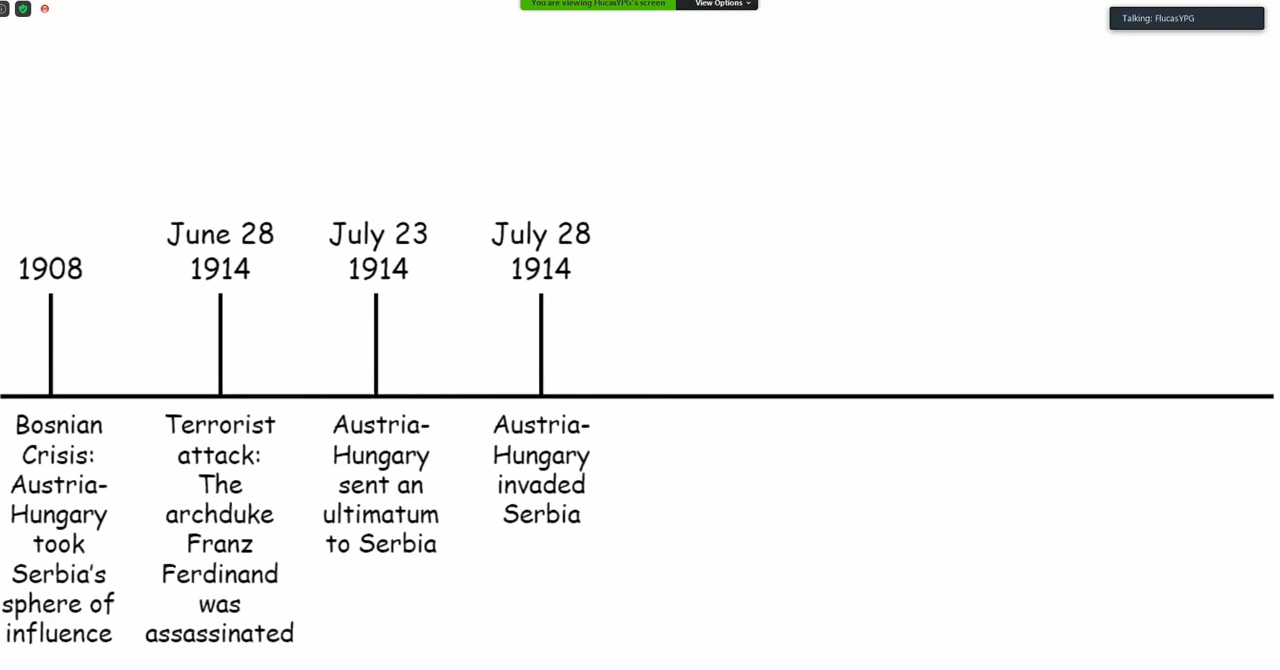 You are viewing FlucasYPG's screen
View Options
Talking: FlucasYPG
1908
June 28
1914
July 23
1914
July 28
1914
Bosnian
Crisis:
Austria-
Hungary
took
Serbia's
sphere of
influence
Terrorist
attack:
The
archduke
Franz
Ferdinand
was
assassinated
Austria-
Hungary
sent an
ultimatum
to Serbia
Austria-
Hungary
invaded
Serbia